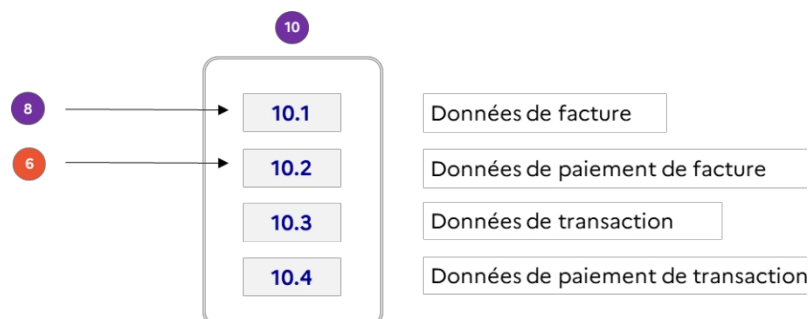 10
8
10.1
Données de facture
6
10.2
Données de paiement de facture
10.3
Données de transaction
10.4
Données de paiement de transaction